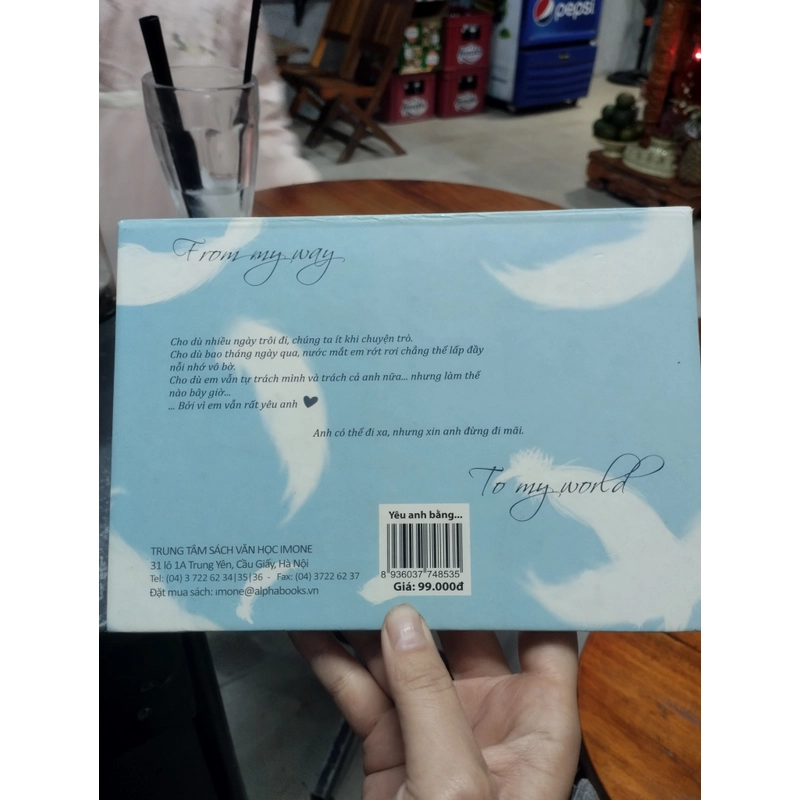 pepsi
From my way
Cho dù nhiều ngày trôi đi, chúng ta ít khi chuyện trò.
Cho dù bao tháng ngày qua, nước mắt em rớt rơi chẳng thể lấp đầy
nỗi nhớ vô bờ.
Cho dù em vẫn tự trách mình và trách cả anh nữa... nhưng làm thế
nào bây giờ...
... Bởi vì em vẫn rất yêu anh
Anh có thể đi xa, nhưng xin anh đừng đi mãi.
To my world
Yêu anh bằng...
8 936037 748535
Giá: 99.000đ
TRUNG TÂM SÁCH VĂN HỌC IMONE
31 lô 1A Trung Yên, Cầu Giấy, Hà Nội
Tel: (04) 3 722 62 34|35|36 - Fax: (04) 3722 62 37
Đặt mua sách: imone@alphabooks.vn